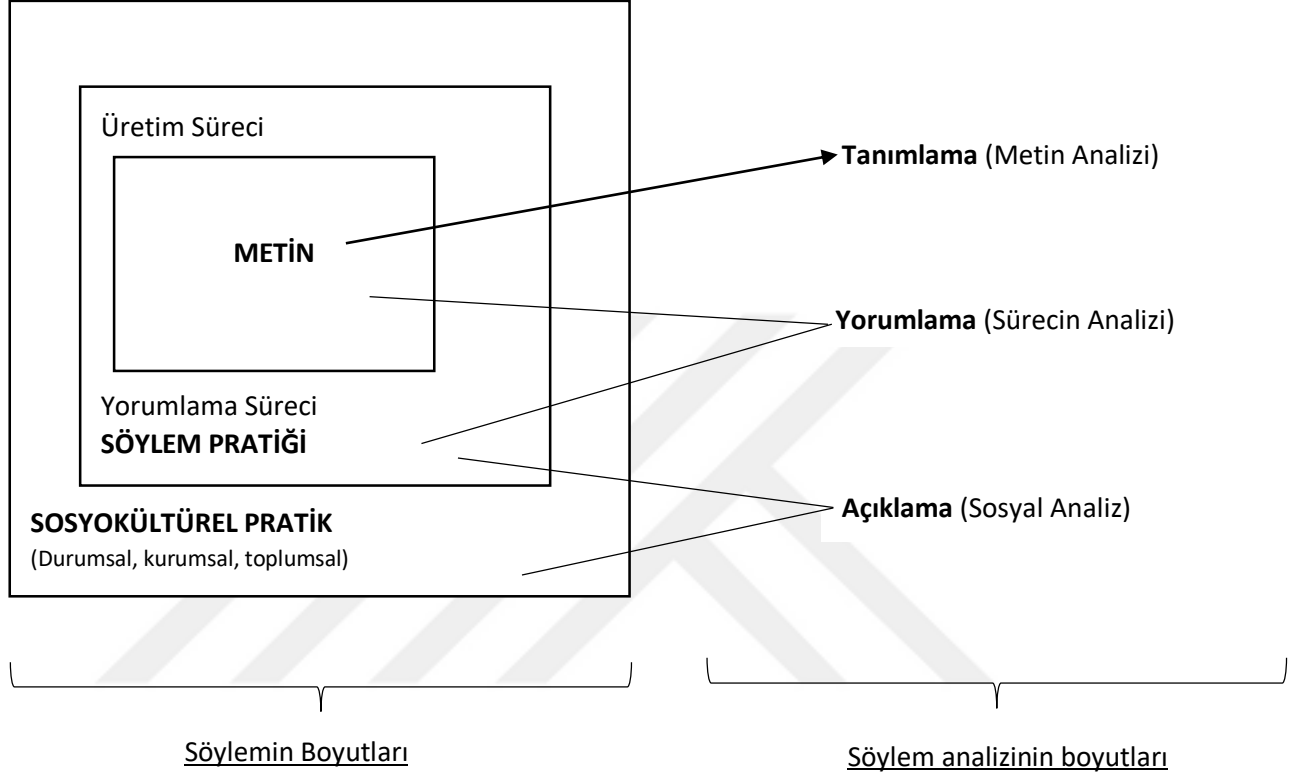 Üretim Süreci
METİN
Yorumlama Süreci
SÖYLEM PRATİĞİ
SOSYOKÜLTÜREL PRATİK
(Durumsal, kurumsal, toplumsal)
Tanımlama (Metin Analizi)
Yorumlama (Sürecin Analizi)
Açıklama (Sosyal Analiz)
Söylemin Boyutları
Söylem analizinin boyutları